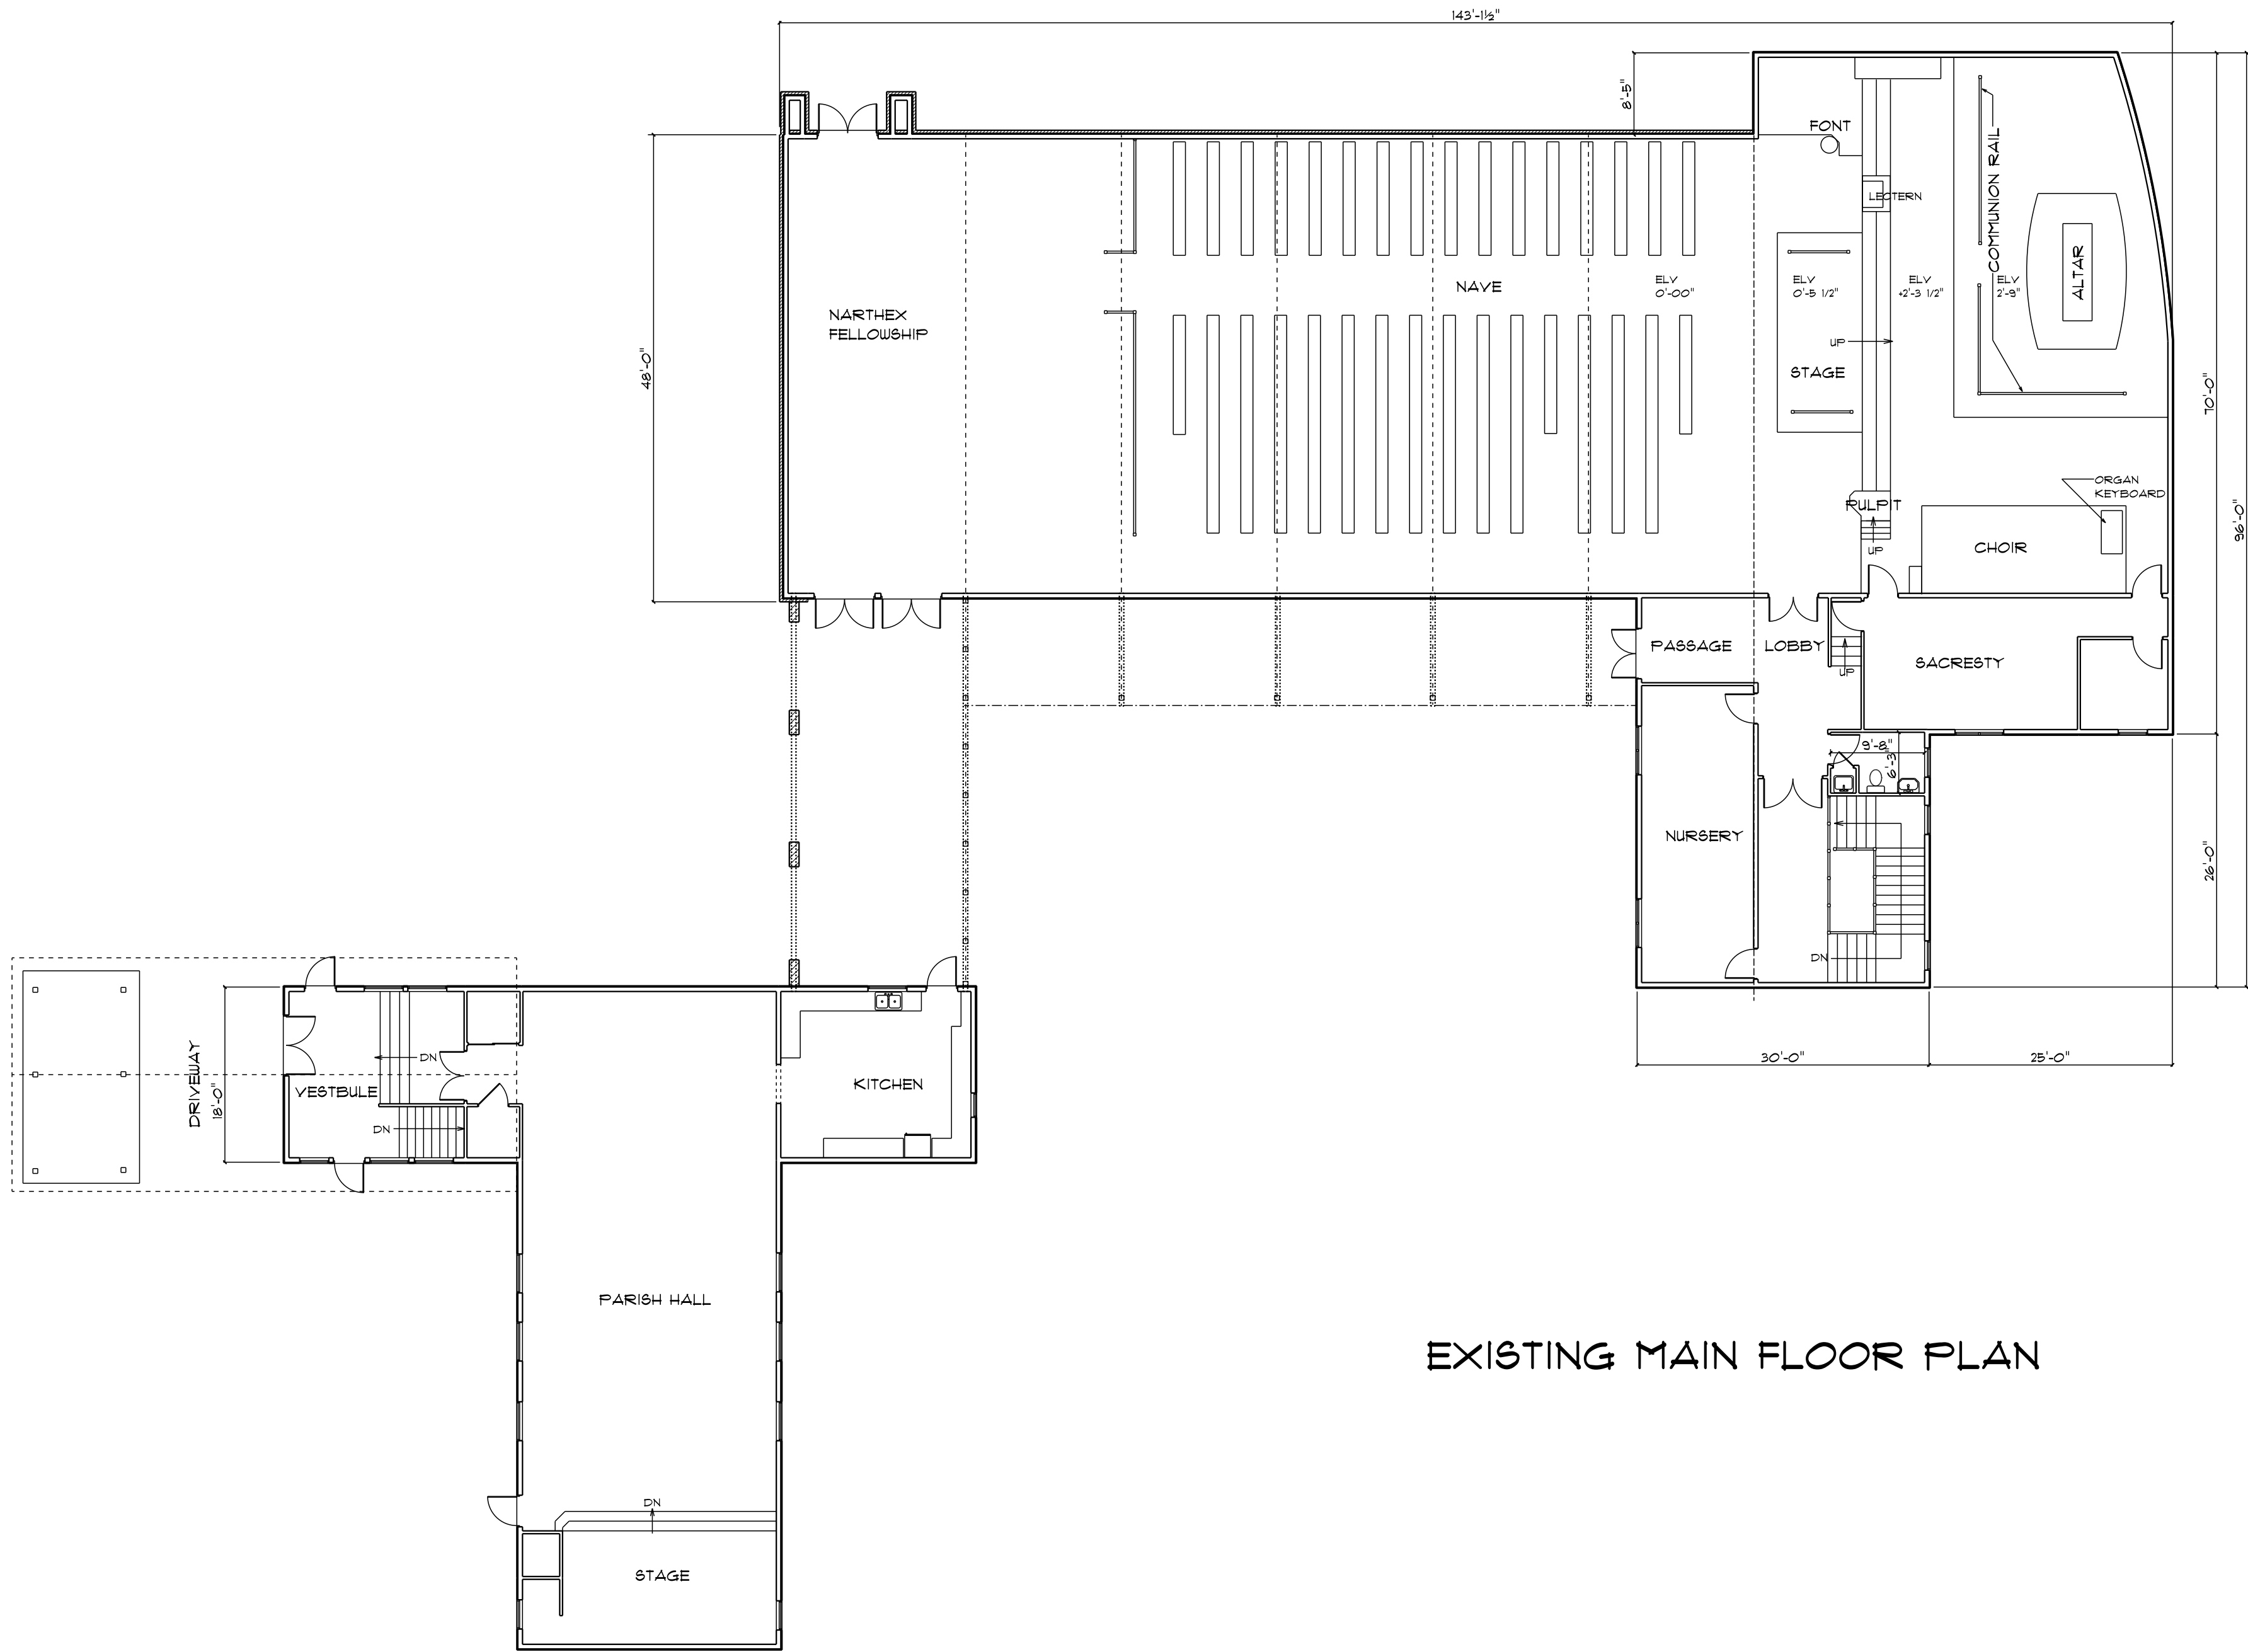 143'-1½"
8'-5"
FONT
COMMUNION RAIL
LECTERN
ALTAR
48'-0"
NAVE
ELV
0'-00"
ELV
0'-5 1/2"
ELV
+2'-3 1/2"
ELV
2'-9"
NARTHEX
FELLOWSHIP
UP
STAGE
70'-0"
96'-0"
ORGAN
KEYBOARD
PULPIT
UP
CHOIR
PASSAGE
LOBBY
UP
SACRESTY
9'-8"
6'-3"
NURSERY
26'-0"
DN
30'-0"
25'-0"
DRIVEWAY
18'-0"
DN
VESTBULE
DN
KITCHEN
PARISH HALL
EXISTING MAIN FLOOR PLAN
DN
STAGE